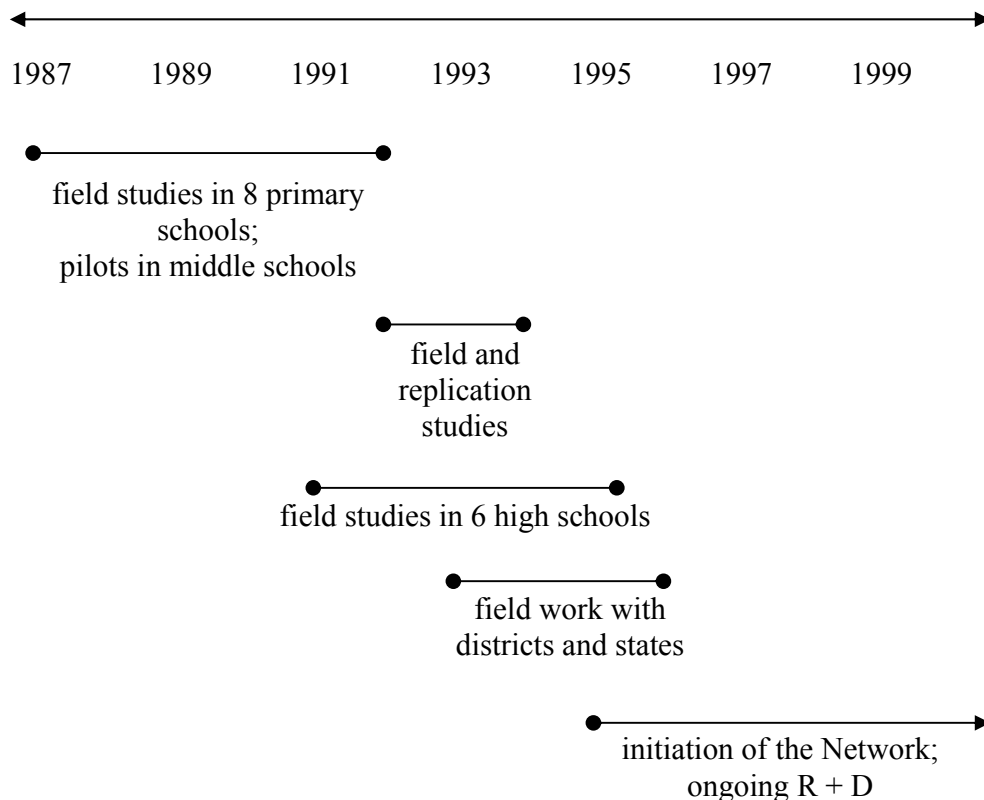 1987 1989 1991 1993 1995 1997 1999
field studies in 8 primary
schools;
pilots in middle schools
field and
replication
studies
field studies in 6 high schools
field work with
districts and states
initiation of the Network;
ongoing R + D